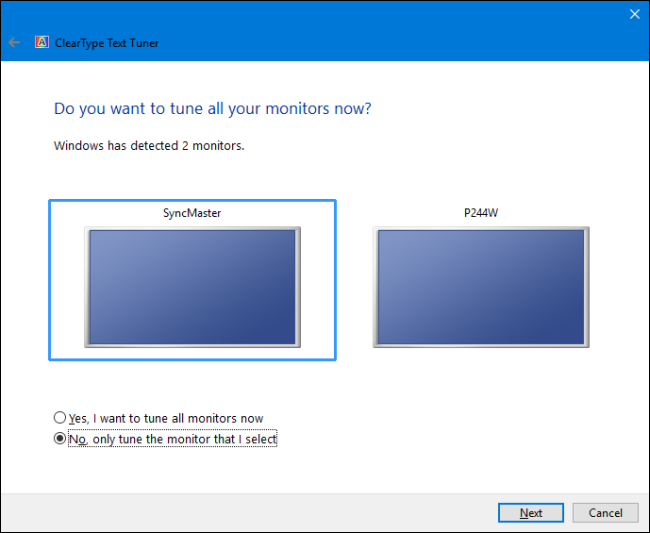 ClearType Text Tuner
Do you want to tune all your monitors now?
Windows has detected 2 monitors.
SyncMaster
P244W
Yes, I want to tune all monitors now
No, only tune the monitor that I select
Next
Cancel